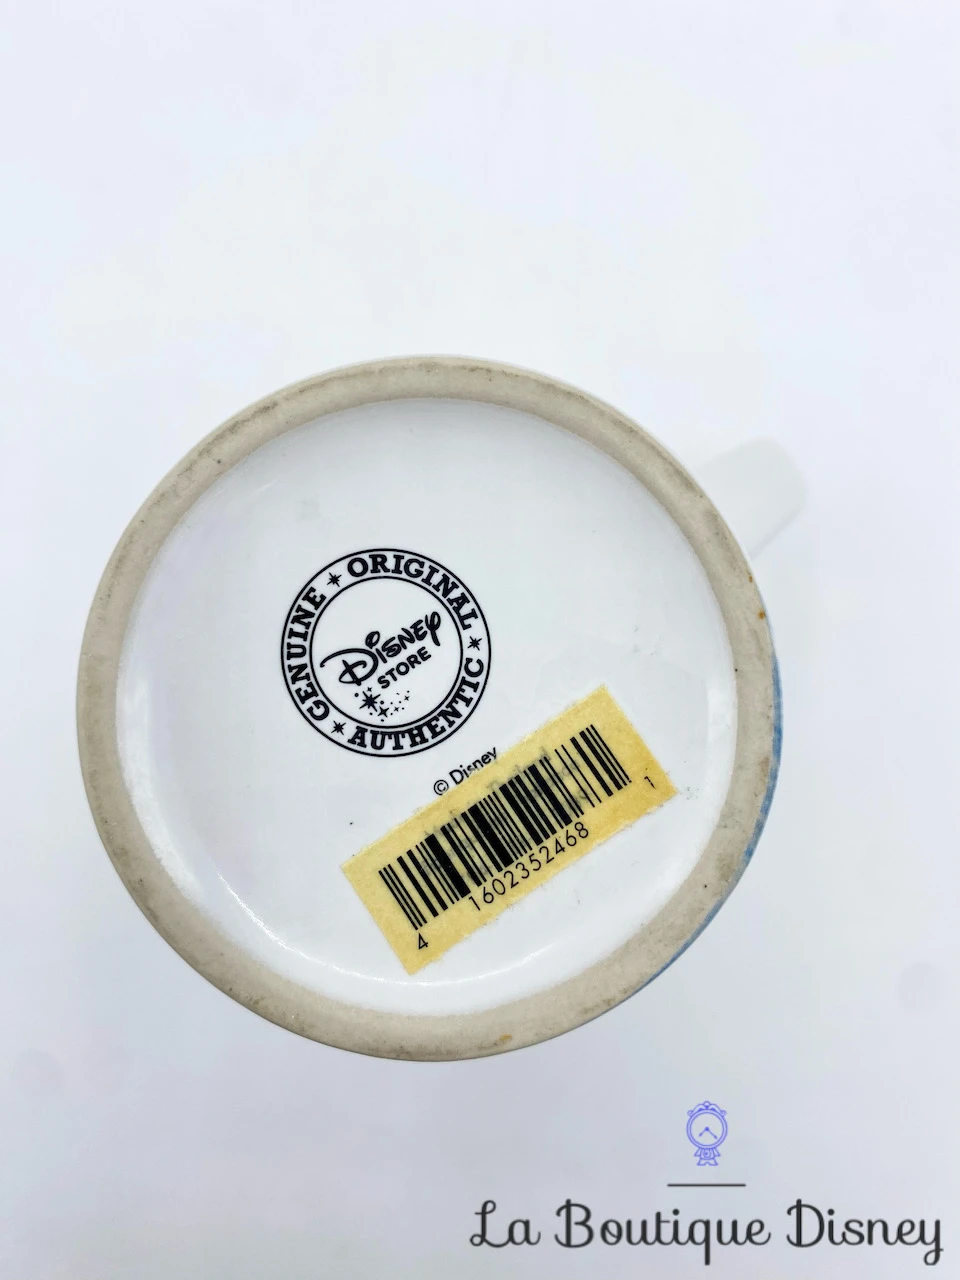 GENUINE ORIGINAL AUTHENTIC
Disney
STORE
© Disney
4 1602352468 1
La Boutique Disney